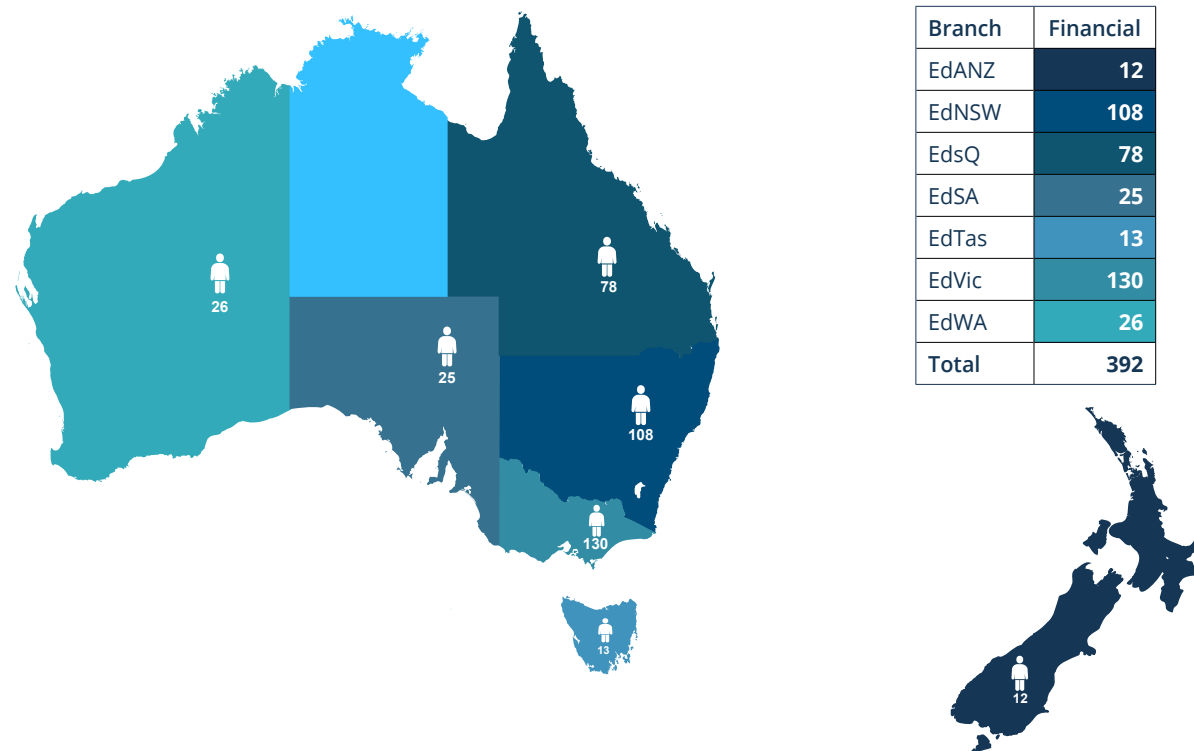 Branch Financial
EdANZ 12
EdNSW 108
EdsQ 78
EdSA 25
EdTas 13
EdVic 130
EdWA 26
Total 392
78
26
25
108
130
13
12